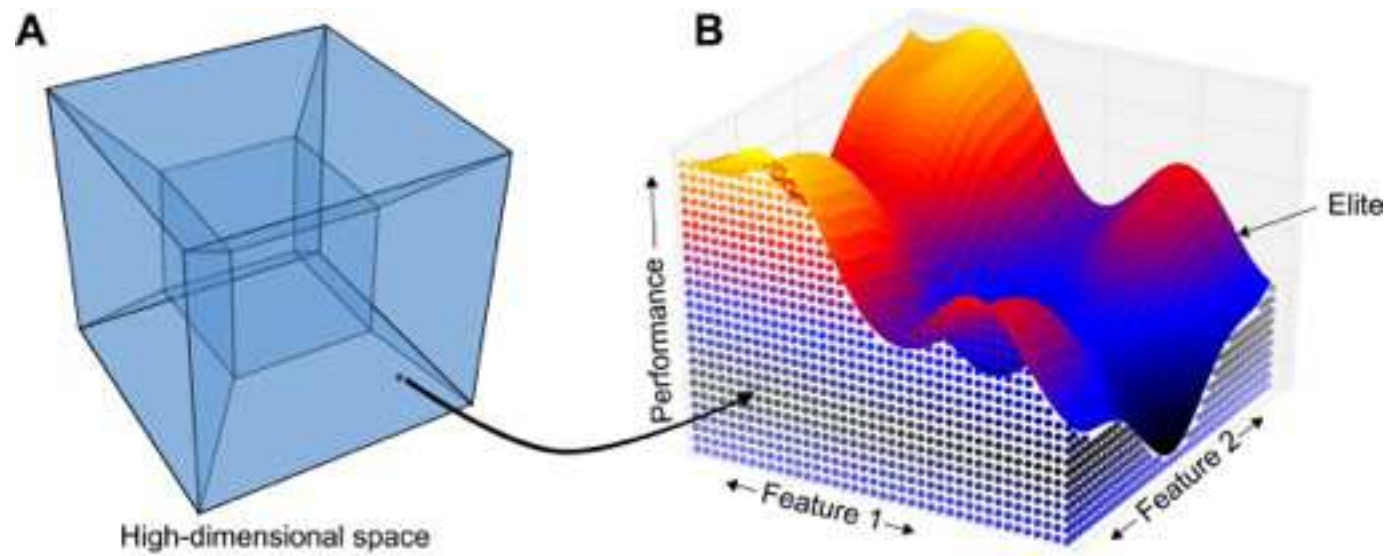 A
B
Elite
Performance
Feature 1
Feature 2
High-dimensional space